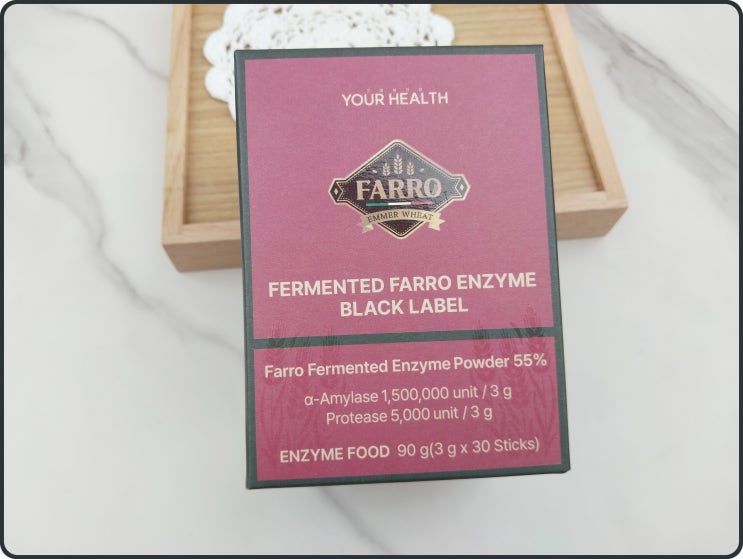 YOUR HEALTH
FARRO
EMMER WHEAT
FERMENTED FARRO ENZYME
BLACK LABEL
Farro Fermented Enzyme Powder 55%
α-Amylase 1,500,000 unit / 3 g
Protease 5,000 unit / 3 g
ENZYME FOOD 90 g(3 g x 30 Sticks)